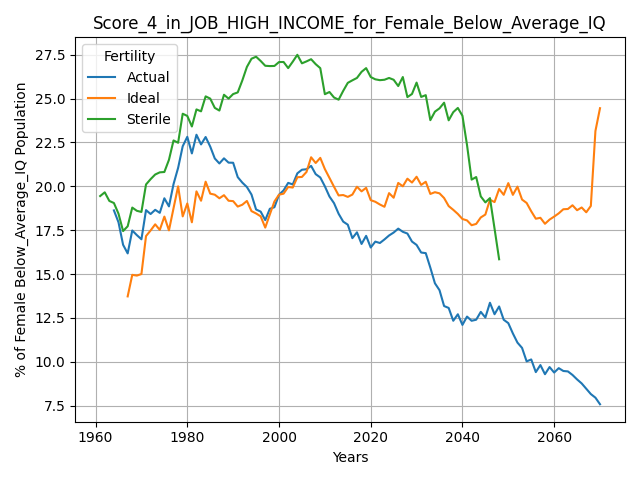 Score_4_in_JOB_HIGH_INCOME_for_Female_Below_Average_IQ
Fertility
Actual
Ideal
Sterile
% of Female Below_Average_IQ Population
27.5
25.0
22.5
20.0
17.5
15.0
12.5
10.0
7.5
1960 1980 2000 2020 2040 2060
Years